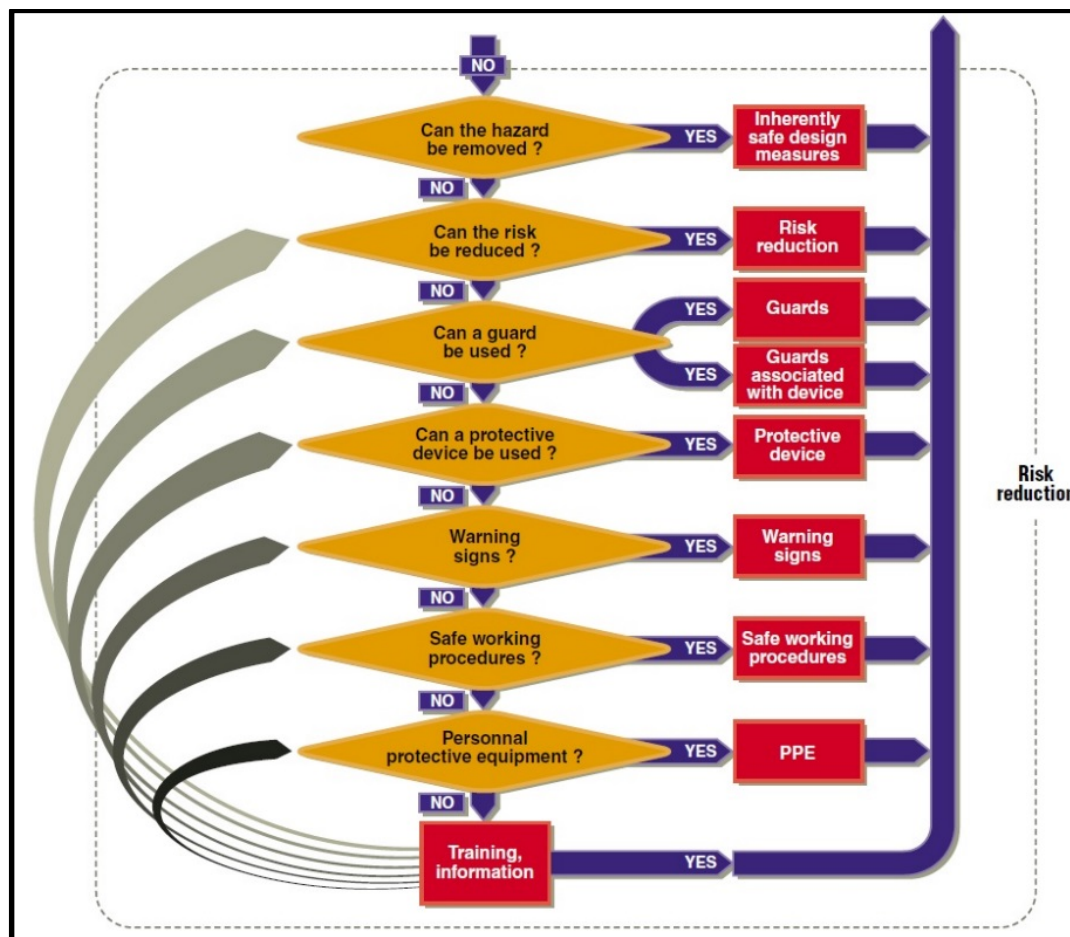 NO
Can the hazard
be removed ?
YES
Inherently
safe design
measures
NO
Can the risk
be reduced ?
YES
Risk
reduction
NO
Can a guard
be used ?
YES
Guards
YES
Guards
associated
with device
NO
Can a protective
device be used ?
YES
Protective
device
NO
Warning
signs ?
YES
Warning
signs
NO
Safe working
procedures ?
YES
Safe working
procedures
NO
Personnal
protective equipment ?
YES
PPE
NO
Training,
information
YES
Risk
reduction